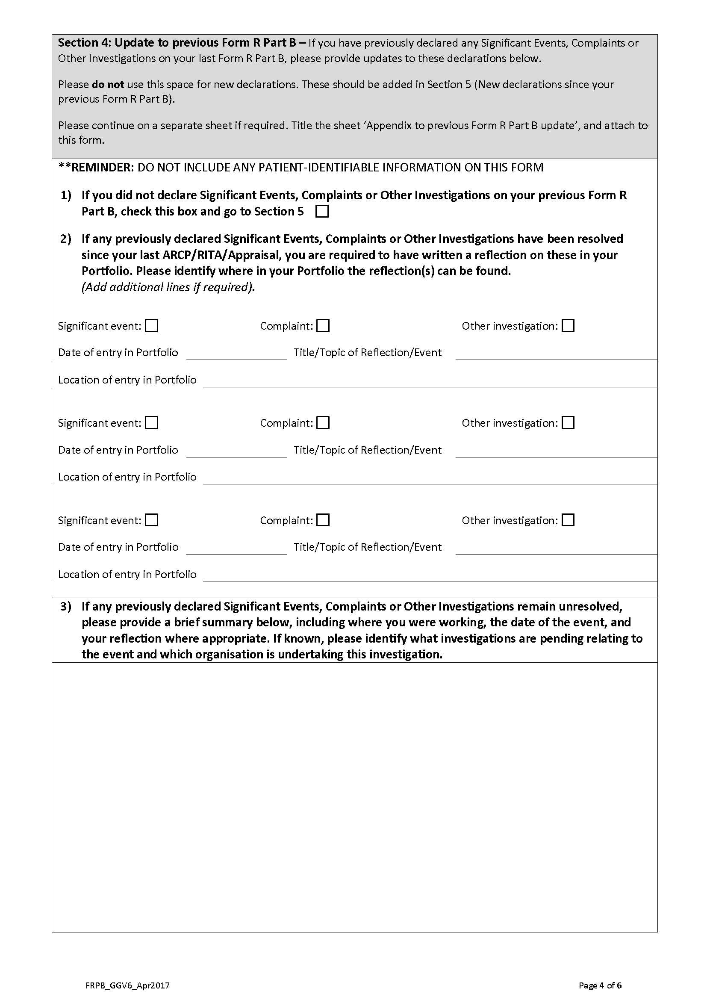 Section 4: Update to previous Form R Part B – If you have previously declared any Significant Events, Complaints or
Other Investigations on your last Form R Part B, please provide updates to these declarations below.
Please do not use this space for new declarations. These should be added in Section 5 (New declarations since your
previous Form R Part B).
Please continue on a separate sheet if required. Title the sheet ‘Appendix to previous Form R Part B update’, and attach to
this form.
**REMINDER: DO NOT INCLUDE ANY PATIENT-IDENTIFIABLE INFORMATION ON THIS FORM
1) If you did not declare Significant Events, Complaints or Other Investigations on your previous Form R
Part B, check this box and go to Section 5
2) If any previously declared Significant Events, Complaints or Other Investigations have been resolved
since your last ARCP/RITA/Appraisal, you are required to have written a reflection on these in your
Portfolio. Please identify where in your Portfolio the reflection(s) can be found.
(Add additional lines if required).
Significant event: Complaint: Other investigation:
Date of entry in Portfolio Title/Topic of Reflection/Event
Location of entry in Portfolio
Significant event: Complaint: Other investigation:
Date of entry in Portfolio Title/Topic of Reflection/Event
Location of entry in Portfolio
Significant event: Complaint: Other investigation:
Date of entry in Portfolio Title/Topic of Reflection/Event
Location of entry in Portfolio
3) If any previously declared Significant Events, Complaints or Other Investigations remain unresolved,
please provide a brief summary below, including where you were working, the date of the event, and
your reflection where appropriate. If known, please identify what investigations are pending relating to
the event and which organisation is undertaking this investigation.
FRPB_GGV6_Apr2017 Page 4 of 6